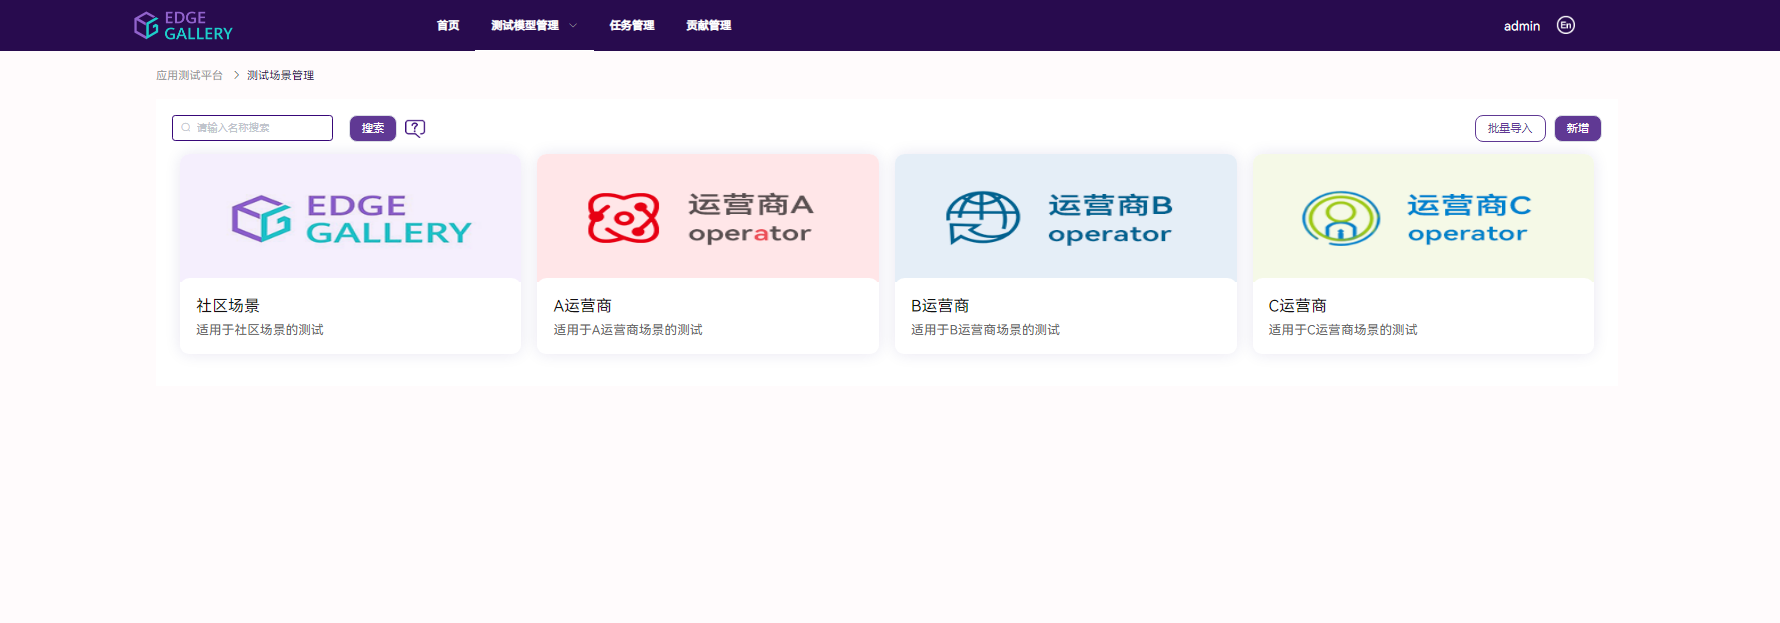 EDGE
GALLERY
首页
测试模型管理
任务管理
贡献管理
admin
En
应用测试平台 > 测试场景管理
请输入名称搜索
搜索
?
批量导入
新增
EDGE
GALLERY
社区场景
适用于社区场景的测试
运营商A
operator
A运营商
适用于A运营商场景的测试
运营商B
operator
B运营商
适用于B运营商场景的测试
运营商C
operator
C运营商
适用于C运营商场景的测试